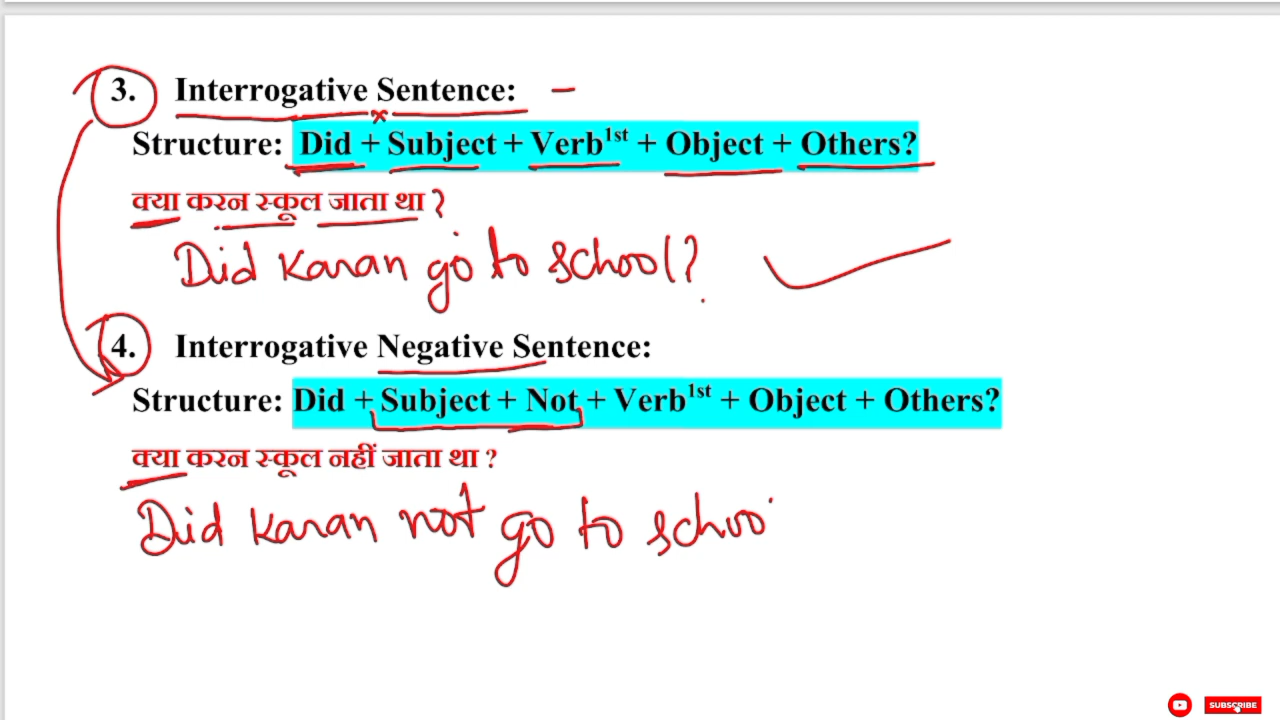 3. Interrogative Sentence: –
Structure: Did + Subject + Verb1st + Object + Others?
क्या करन स्कूल जाता था ?
Did Karan go to school?
4. Interrogative Negative Sentence:
Structure: Did + Subject + Not + Verb1st + Object + Others?
क्या करन स्कूल नहीं जाता था ?
Did Karan not go to schoo
SUBSCRIBE